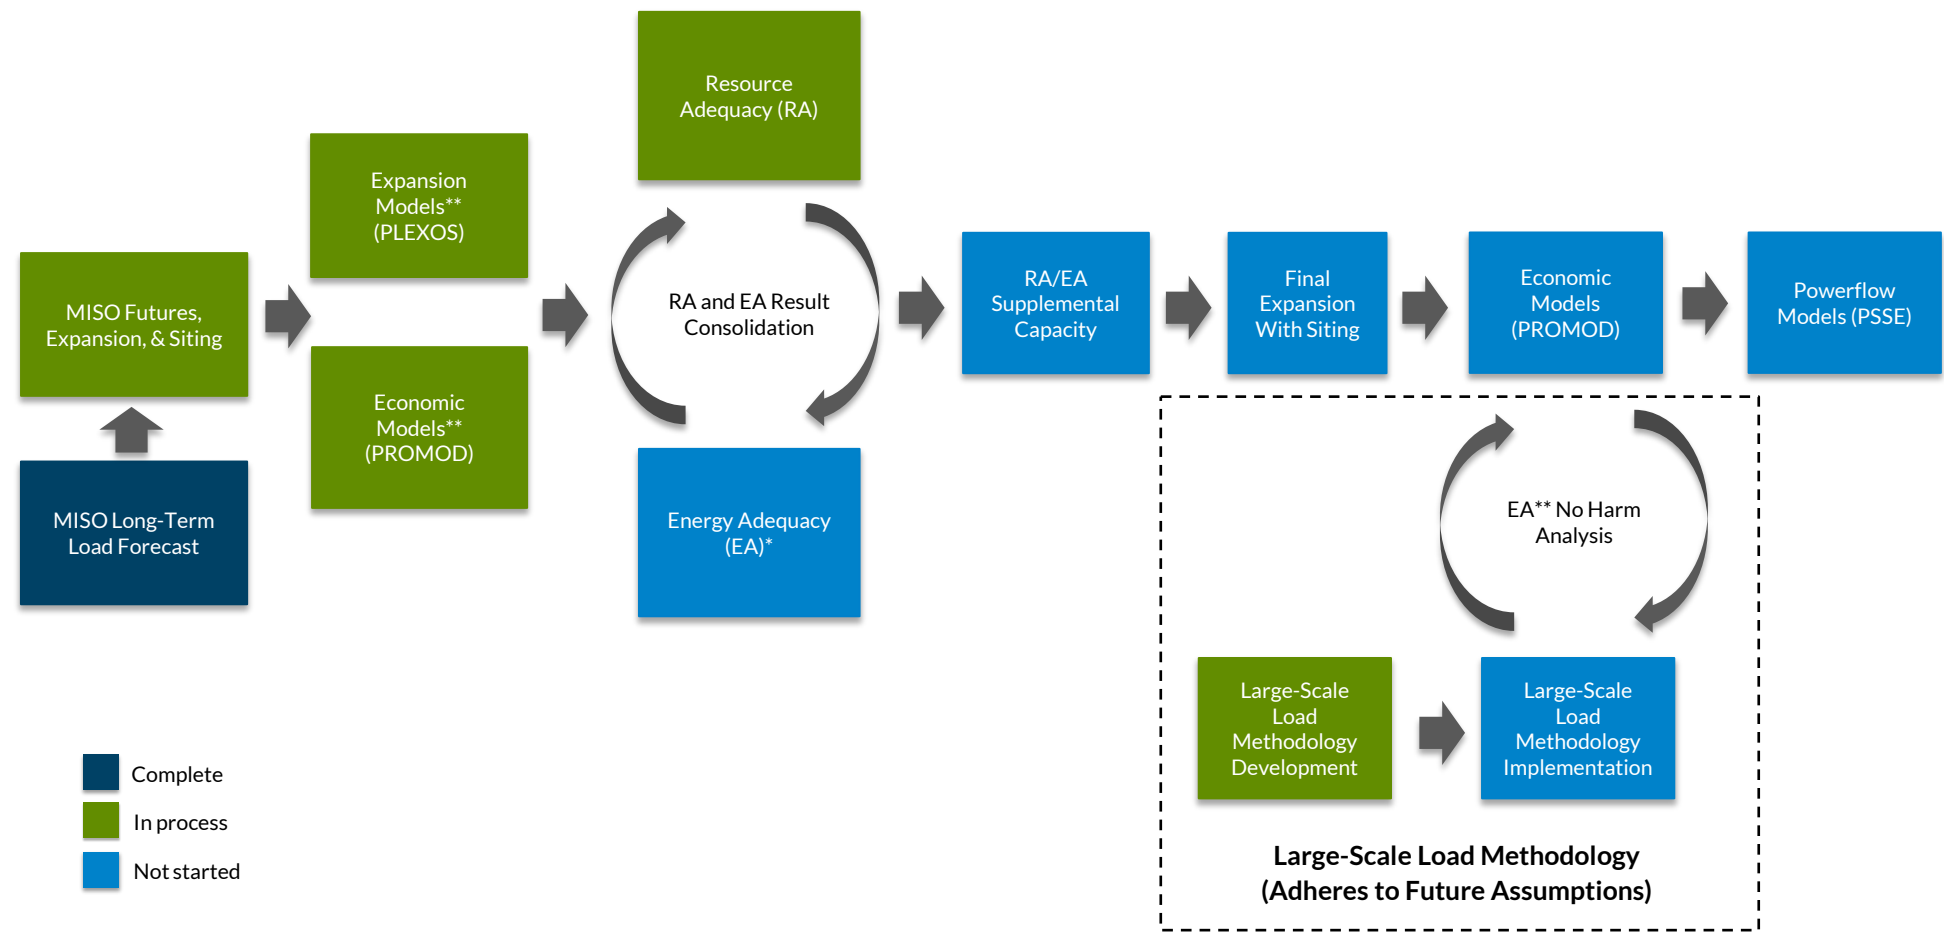 Resource
Adequacy (RA)
Expansion
Models**
(PLEXOS)
MISO Futures,
Expansion, & Siting
Economic
Models**
(PROMOD)
MISO Long-Term
Load Forecast
RA and EA Result
Consolidation
Energy Adequacy
(EA)*
RA/EA
Supplemental
Capacity
Final
Expansion
With Siting
Economic
Models
(PROMOD)
Powerflow
Models (PSSE)
EA** No Harm
Analysis
Large-Scale
Load
Methodology
Development
Large-Scale
Load
Methodology
Implementation
Large-Scale Load Methodology
(Adheres to Future Assumptions)
Complete
In process
Not started